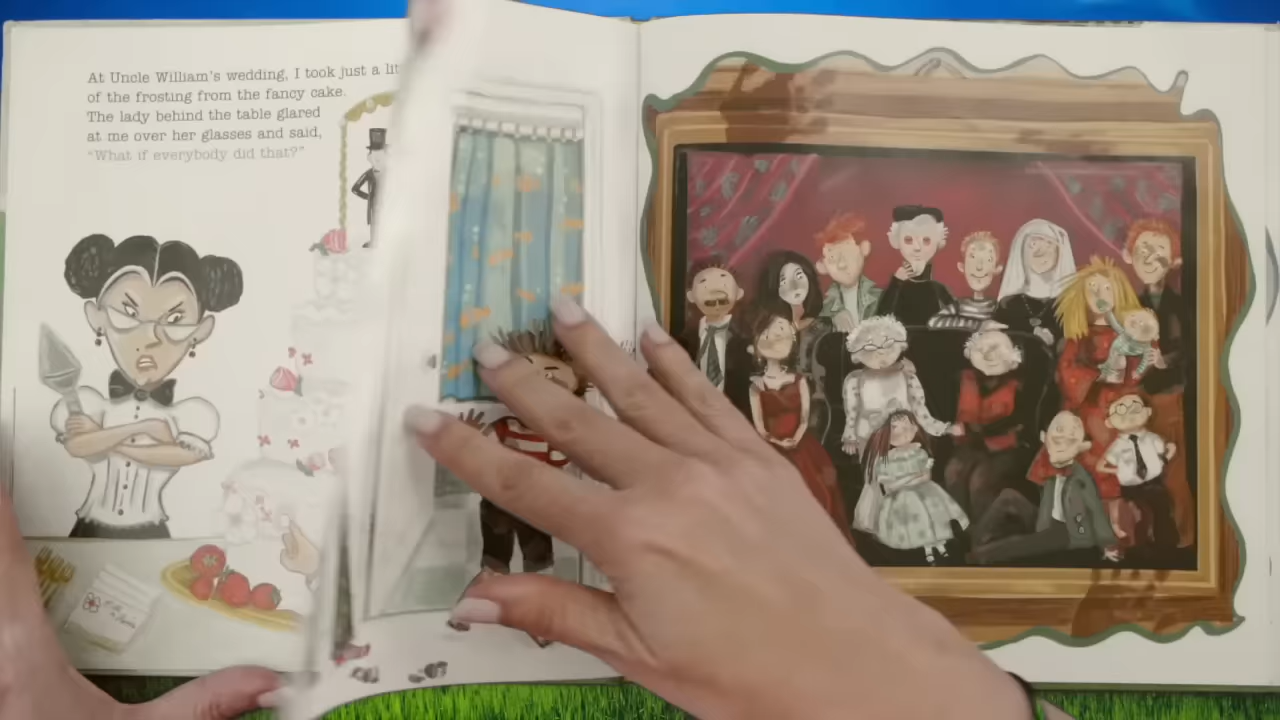 At Uncle William's wedding, I took just a
of the frosting from the fancy cake.
The lady behind the table glared
at me over her glasses and said,
"What if everybody did that?"